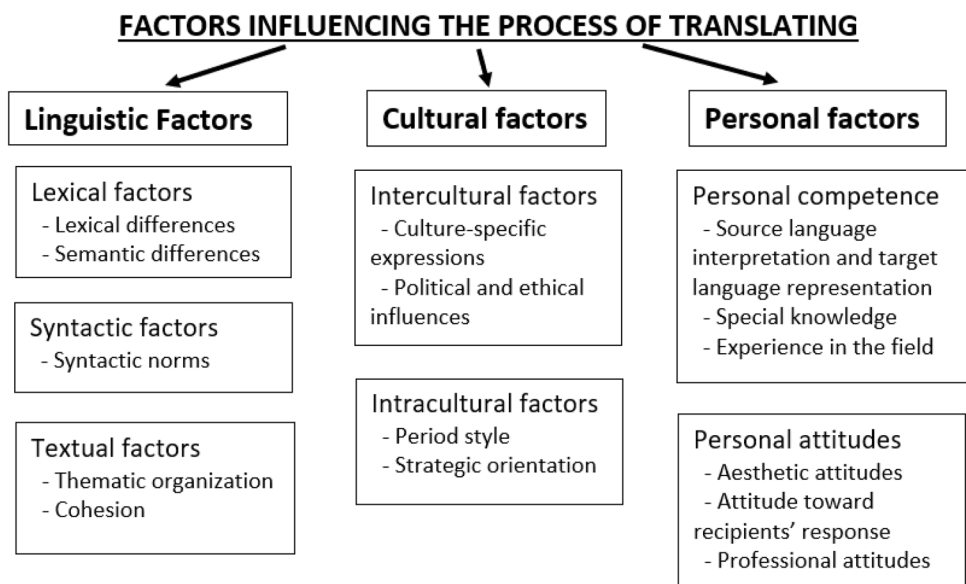 FACTORS INFLUENCING THE PROCESS OF TRANSLATING
Linguistic Factors
Lexical factors
- Lexical differences
- Semantic differences
Syntactic factors
- Syntactic norms
Textual factors
- Thematic organization
- Cohesion
Cultural factors
Intercultural factors
- Culture-specific
expressions
- Political and ethical
influences
Intracultural factors
- Period style
- Strategic orientation
Personal factors
Personal competence
- Source language
interpretation and target
language representation
- Special knowledge
- Experience in the field
Personal attitudes
- Aesthetic attitudes
- Attitude toward
recipients’ response
- Professional attitudes